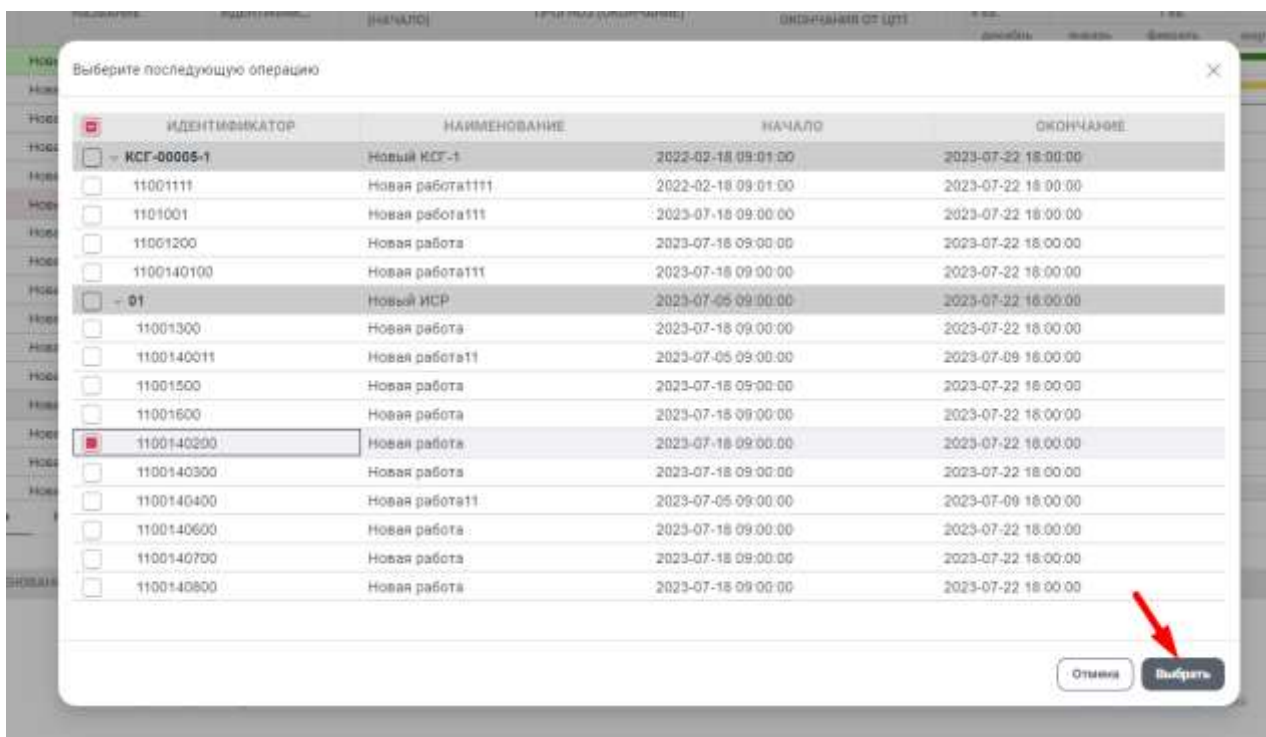 НАЗВАНИЕ
(НАЧАЛО)
ПРОГНОЗ (ОКОНЧАНИЕ)
ОКОНЧАНИЯ ОТ ЦП1
декабрь январь февраль
Выберите последующую операцию
ИДЕНТИФИКАТОР НАИМЕНОВАНИЕ НАЧАЛО ОКОНЧАНИЕ
КСГ-00005-1 Новый КСГ-1 2022-02-18 09:01:00 2023-07-22 18:00:00
11001111 Новая работа1111 2022-02-18 09:01:00 2023-07-22 18:00:00
1101001 Новая работа111 2023-07-18 09:00:00 2023-07-22 18:00:00
11001200 Новая работа 2023-07-18 09:00:00 2023-07-22 18:00:00
1100140100 Новая работа111 2023-07-18 09:00:00 2023-07-22 18:00:00
01 Новый ИСР 2023-07-05 09:00:00 2023-07-22 18:00:00
11001300 Новая работа 2023-07-18 09:00:00 2023-07-22 18:00:00
1100140011 Новая работа11 2023-07-05 09:00:00 2023-07-09 18:00:00
11001500 Новая работа 2023-07-18 09:00:00 2023-07-22 18:00:00
11001600 Новая работа 2023-07-18 09:00:00 2023-07-22 18:00:00
1100140200 Новая работа 2023-07-18 09:00:00 2023-07-22 18:00:00
1100140300 Новая работа 2023-07-18 09:00:00 2023-07-22 18:00:00
1100140400 Новая работа11 2023-07-05 09:00:00 2023-07-09 18:00:00
1100140600 Новая работа 2023-07-18 09:00:00 2023-07-22 18:00:00
1100140700 Новая работа 2023-07-18 09:00:00 2023-07-22 18:00:00
1100140800 Новая работа 2023-07-18 09:00:00 2023-07-22 18:00:00
Отмена Выбрать